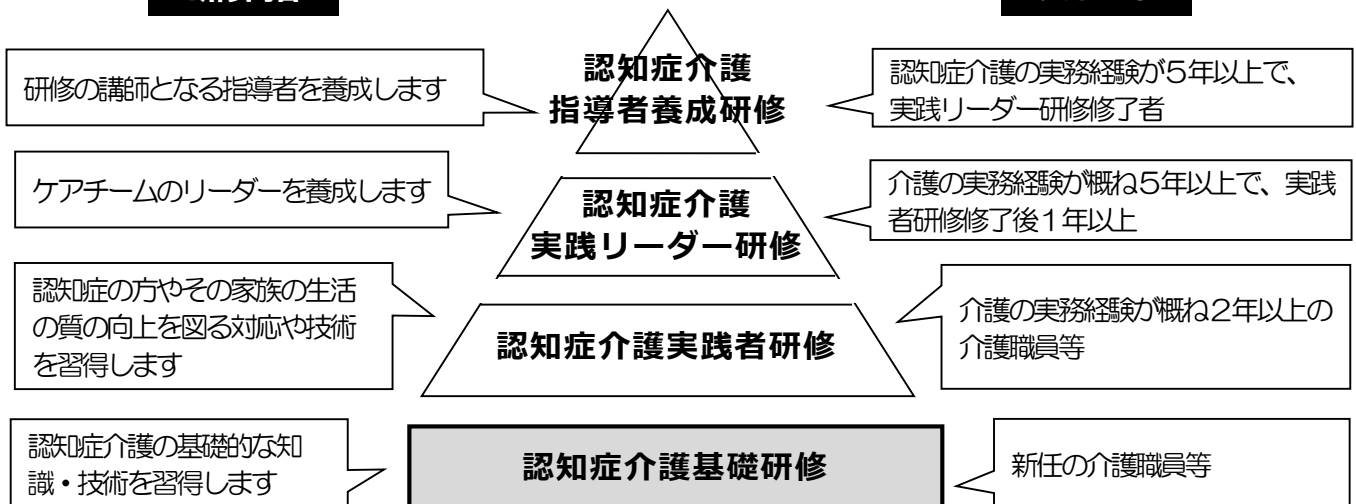 研修の講師となる指導者を養成します
認知症介護
指導者養成研修
認知症介護の実務経験が5年以上で、
実践リーダー研修修了者
ケアチームのリーダーを養成します
認知症介護
実践リーダー研修
介護の実務経験が概ね5年以上で、実践
者研修修了後1年以上
認知症の方やその家族の生活
の質の向上を図る対応や技術
を習得します
認知症介護実践者研修
介護の実務経験が概ね2年以上の
介護職員等
認知症介護の基礎的な知
識・技術を習得します
認知症介護基礎研修
新任の介護職員等